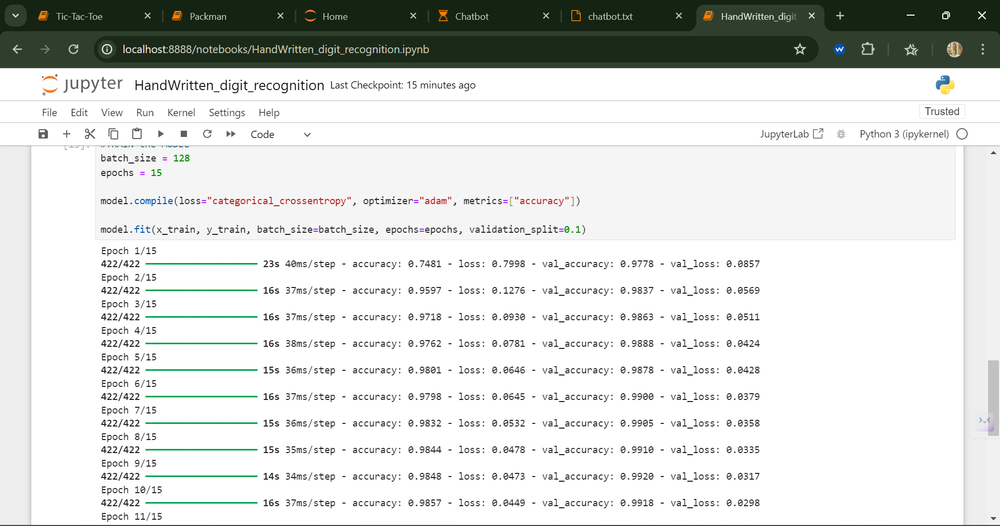 Tic-Tac-Toe
Packman
Home
Chatbot
chatbot.txt
HandWritten_digit
localhost:8888/notebooks/HandWritten_digit_recognition.ipynb
jupyter HandWritten_digit_recognition Last Checkpoint: 15 minutes ago
File Edit View Run Kernel Settings Help
Trusted
Code
JupyterLab
Python 3 (ipykernel)
#TRAIN the MODEL
batch_size = 128
epochs = 15
model.compile(loss="categorical_crossentropy", optimizer="adam", metrics=["accuracy"])
model.fit(x_train, y_train, batch_size=batch_size, epochs=epochs, validation_split=0.1)
Epoch 1/15
422/422 23s 40ms/step - accuracy: 0.7481 - loss: 0.7998 - val_accuracy: 0.9778 - val_loss: 0.0857
Epoch 2/15
422/422 16s 37ms/step - accuracy: 0.9597 - loss: 0.1276 - val_accuracy: 0.9837 - val_loss: 0.0569
Epoch 3/15
422/422 16s 37ms/step - accuracy: 0.9718 - loss: 0.0930 - val_accuracy: 0.9863 - val_loss: 0.0511
Epoch 4/15
422/422 16s 38ms/step - accuracy: 0.9762 - loss: 0.0781 - val_accuracy: 0.9888 - val_loss: 0.0424
Epoch 5/15
422/422 15s 36ms/step - accuracy: 0.9801 - loss: 0.0646 - val_accuracy: 0.9878 - val_loss: 0.0428
Epoch 6/15
422/422 16s 37ms/step - accuracy: 0.9798 - loss: 0.0645 - val_accuracy: 0.9900 - val_loss: 0.0379
Epoch 7/15
422/422 15s 36ms/step - accuracy: 0.9832 - loss: 0.0532 - val_accuracy: 0.9905 - val_loss: 0.0358
Epoch 8/15
422/422 15s 35ms/step - accuracy: 0.9844 - loss: 0.0478 - val_accuracy: 0.9910 - val_loss: 0.0335
Epoch 9/15
422/422 14s 34ms/step - accuracy: 0.9848 - loss: 0.0473 - val_accuracy: 0.9920 - val_loss: 0.0317
Epoch 10/15
422/422 16s 37ms/step - accuracy: 0.9857 - loss: 0.0449 - val_accuracy: 0.9918 - val_loss: 0.0298
Epoch 11/15